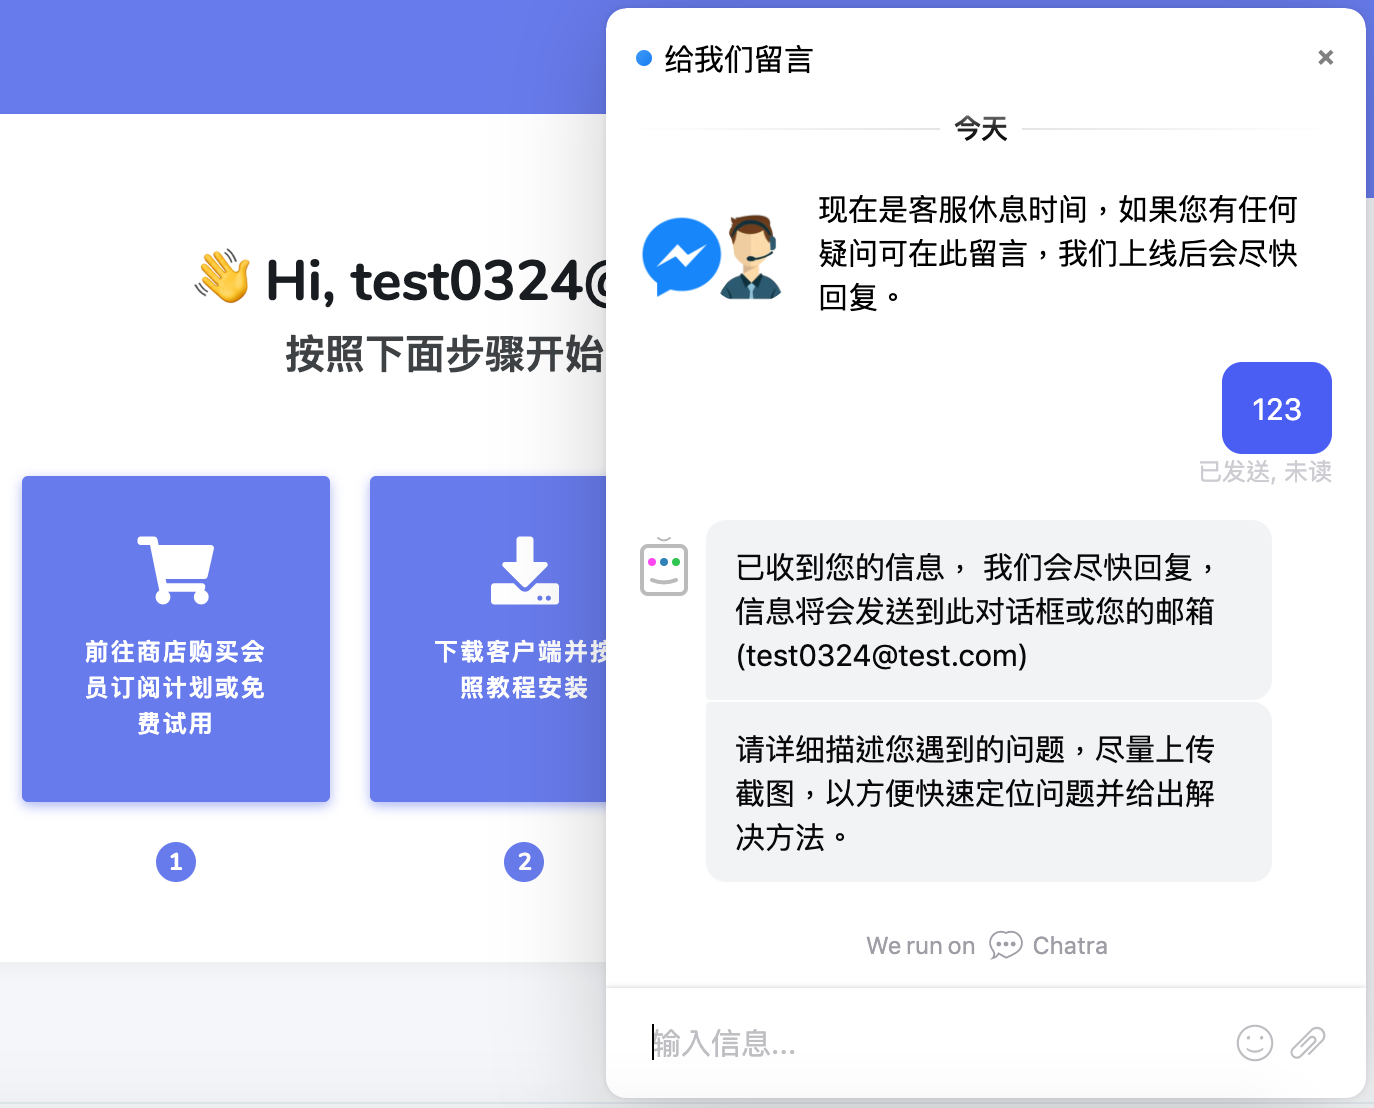 给我们留言
×
今天
现在是客服休息时间，如果您有任何
疑问可在此留言，我们上线后会尽快
回复。
123
已发送, 未读
已收到您的信息， 我们会尽快回复，
信息将会发送到此对话框或您的邮箱
(test0324@test.com)
请详细描述您遇到的问题，尽量上传
截图，以方便快速定位问题并给出解
决方法。
We run on Chatra
输入信息...
Hi, test0324@
按照下面步骤开始
前往商店购买会
员订阅计划或免
费试用
1
下载客户端并按
照教程安装
2